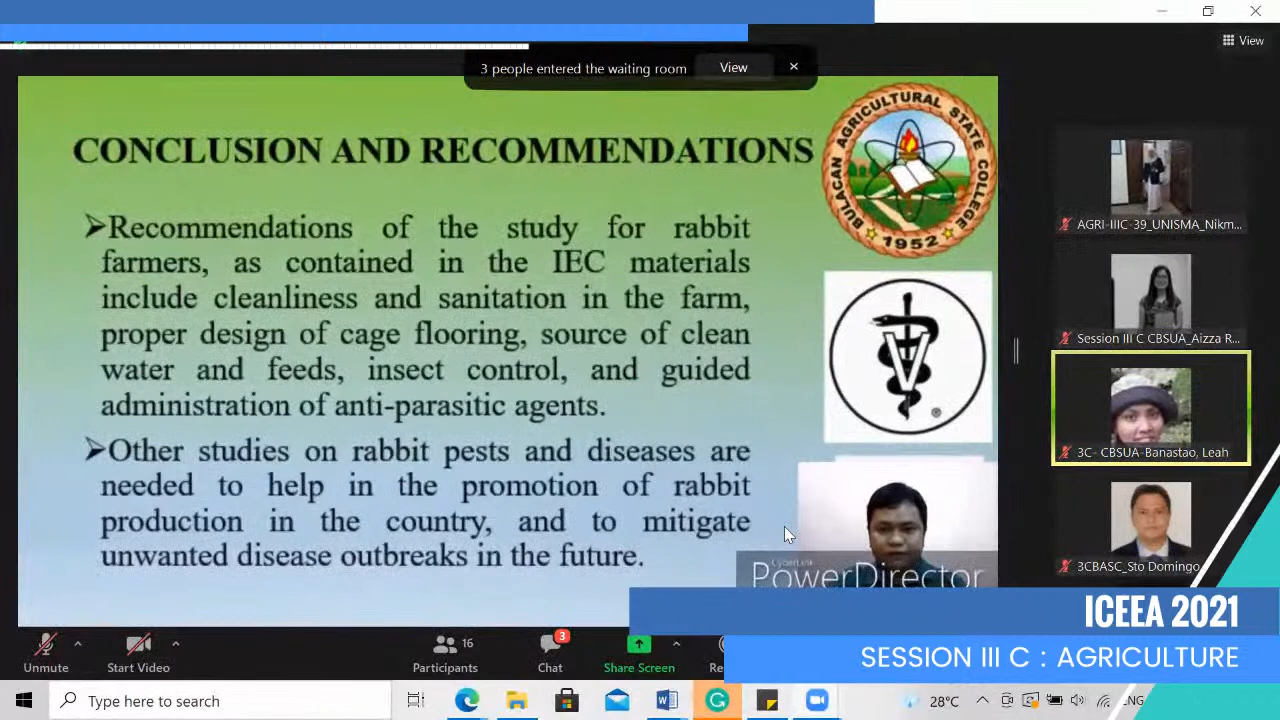 View
3 people entered the waiting room
View
CONCLUSION AND RECOMMENDATIONS
BULACAN AGRICULTURAL STATE COLLEGE
1952
➢Recommendations of the study for rabbit
farmers, as contained in the IEC materials
include cleanliness and sanitation in the farm,
proper design of cage flooring, source of clean
water and feeds, insect control, and guided
administration of anti-parasitic agents.
➢Other studies on rabbit pests and diseases are
needed to help in the promotion of rabbit
production in the country, and to mitigate
unwanted disease outbreaks in the future.
V
®
CyberLink
PowerDirector
AGRI-IIIC-39_UNISMA_Nikm...
Session III C CBSUA_Aizza R...
3C- CBSUA-Banastao, Leah
3CBASC_Sto Domingo
ICEEA 2021
SESSION III C : AGRICULTURE
Unmute
Start Video
16
Participants
3
Chat
Share Screen
Re
Type here to search
28°C
ENG